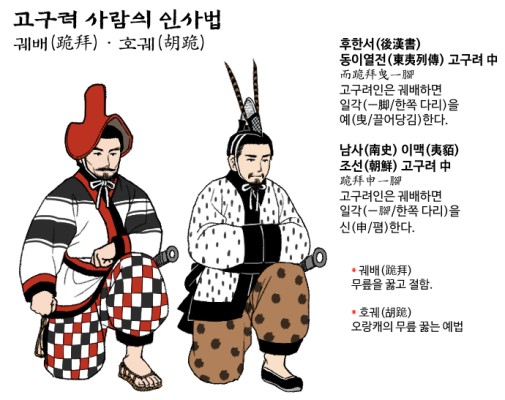 고구려 사람의 인사법
궤배(跪拜)·호궤(胡跪)
후한서(後漢書)
동이열전(東夷列傳) 고구려 中
而跪拜曳一腳
고구려인은 궤배하면
일각(一脚/한쪽 다리)을
예(曳/끌어당김)한다.
남사(南史) 이맥(夷貊)
조선(朝鮮) 고구려 中
跪拜申一腳
고구려인은 궤배하면
일각(一腳/한쪽 다리)을
신(申/폄)한다.
• 궤배(跪拜)
무릎을 꿇고 절함.
• 호궤(胡跪)
오랑캐의 무릎 꿇는 예법